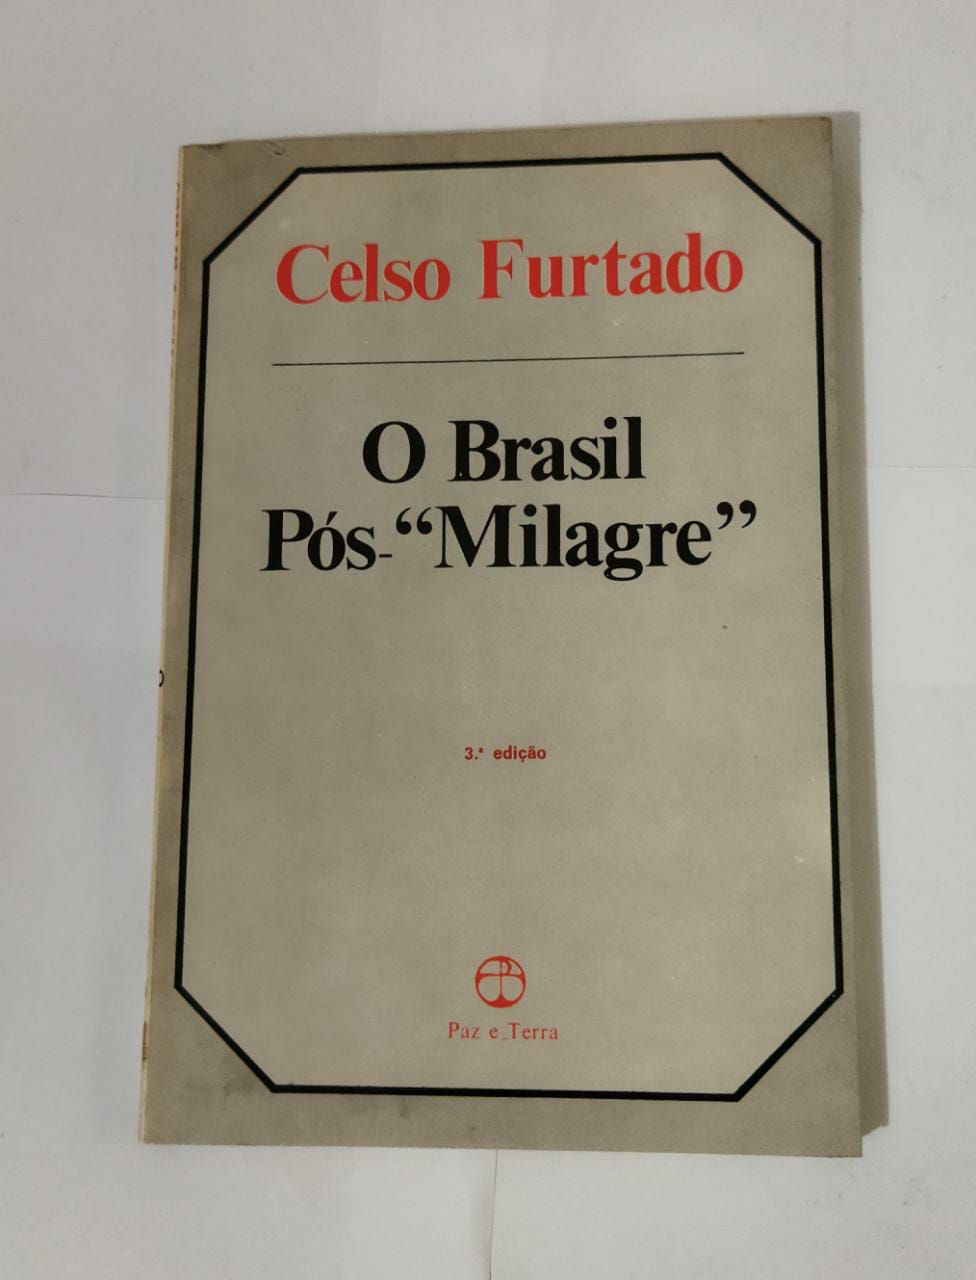 Celso Furtado
O Brasil
Pós-“Milagre”
3.ª edição
Paz e Terra